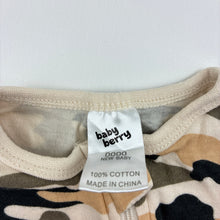 baby
berry
0000
NEW BABY
100% COTTON
MADE IN CHINA